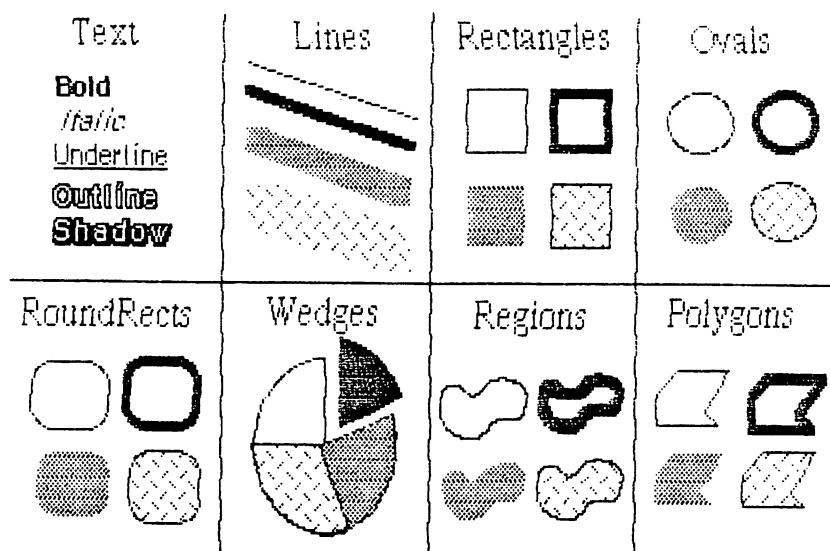 Text
Bold
Italic
Underline
Outline
Shadow
Lines
Rectangles
Ovals
RoundRects
Wedges
Regions
Polygons